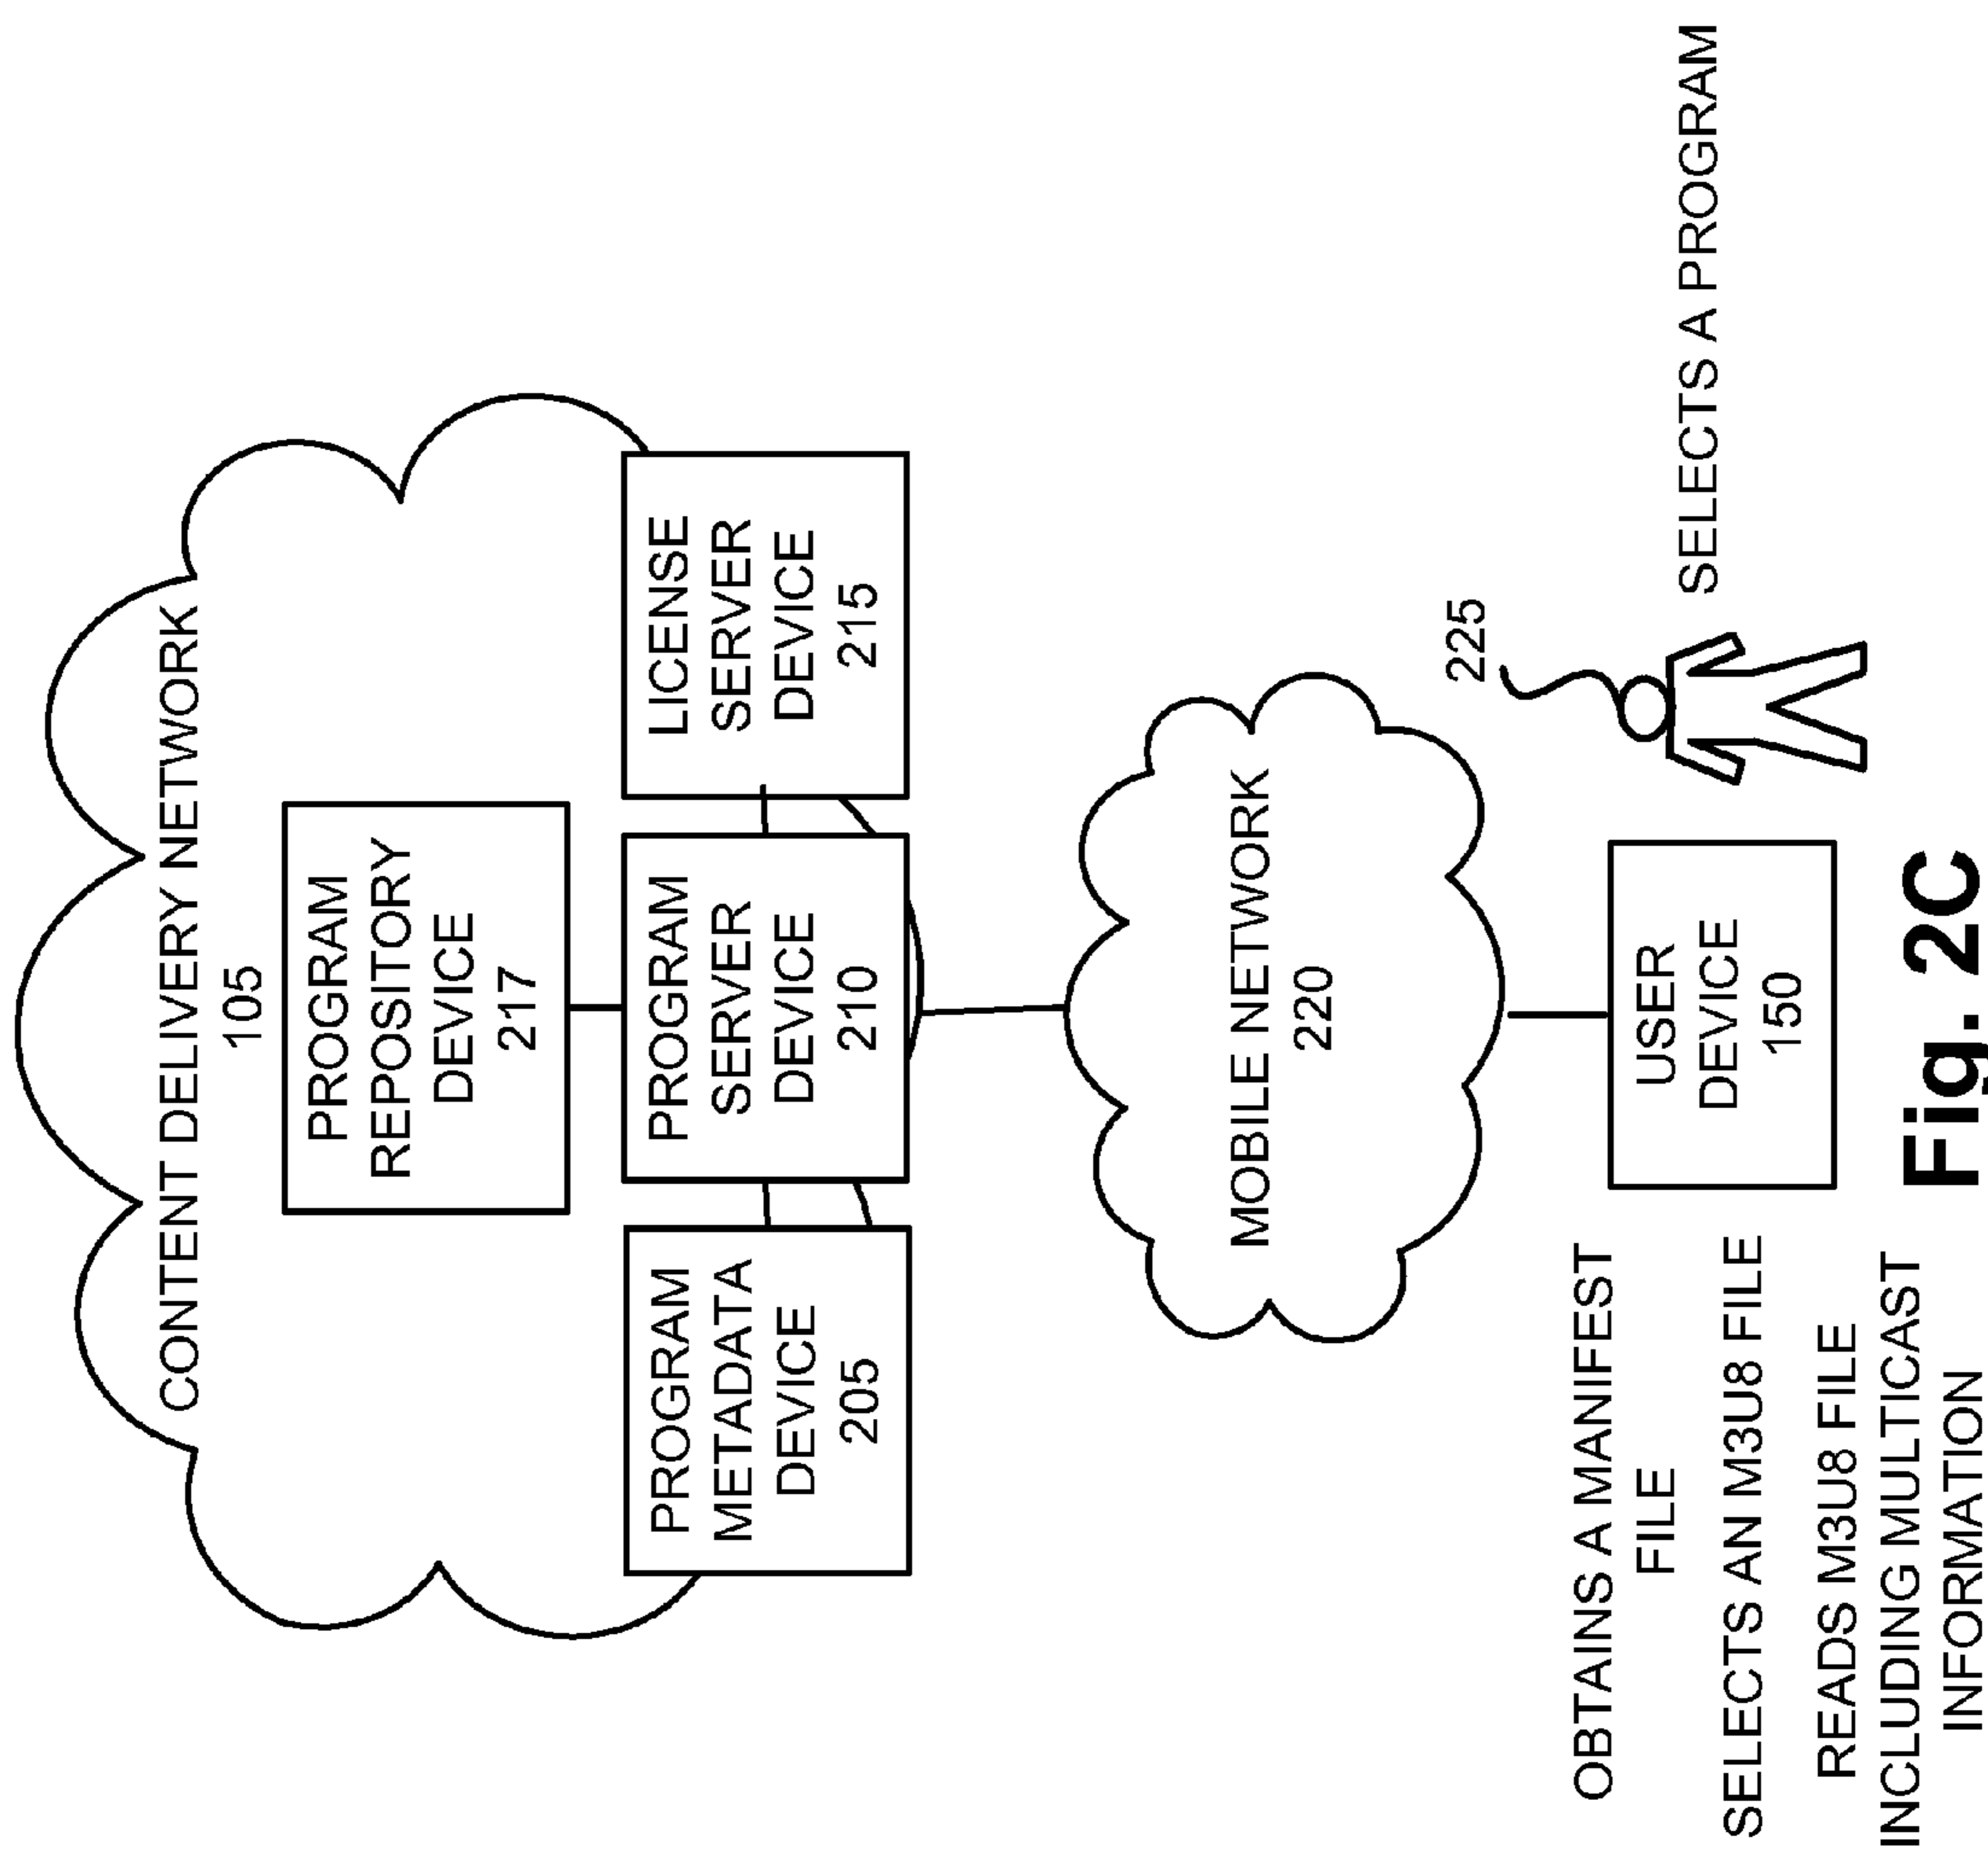 CONTENT DELIVERY NETWORK
105
PROGRAM
REPOSITORY
DEVICE
217
PROGRAM
METADATA
DEVICE
205
PROGRAM
SERVER
DEVICE
210
LICENSE
SERVER
DEVICE
215
MOBILE NETWORK
220
225
OBTAINS A MANIFEST
FILE
SELECTS AN M3U8 FILE
READS M3U8 FILE
INCLUDING MULTICAST
INFORMATION
USER
DEVICE
150
SELECTS A PROGRAM
Fig. 2C